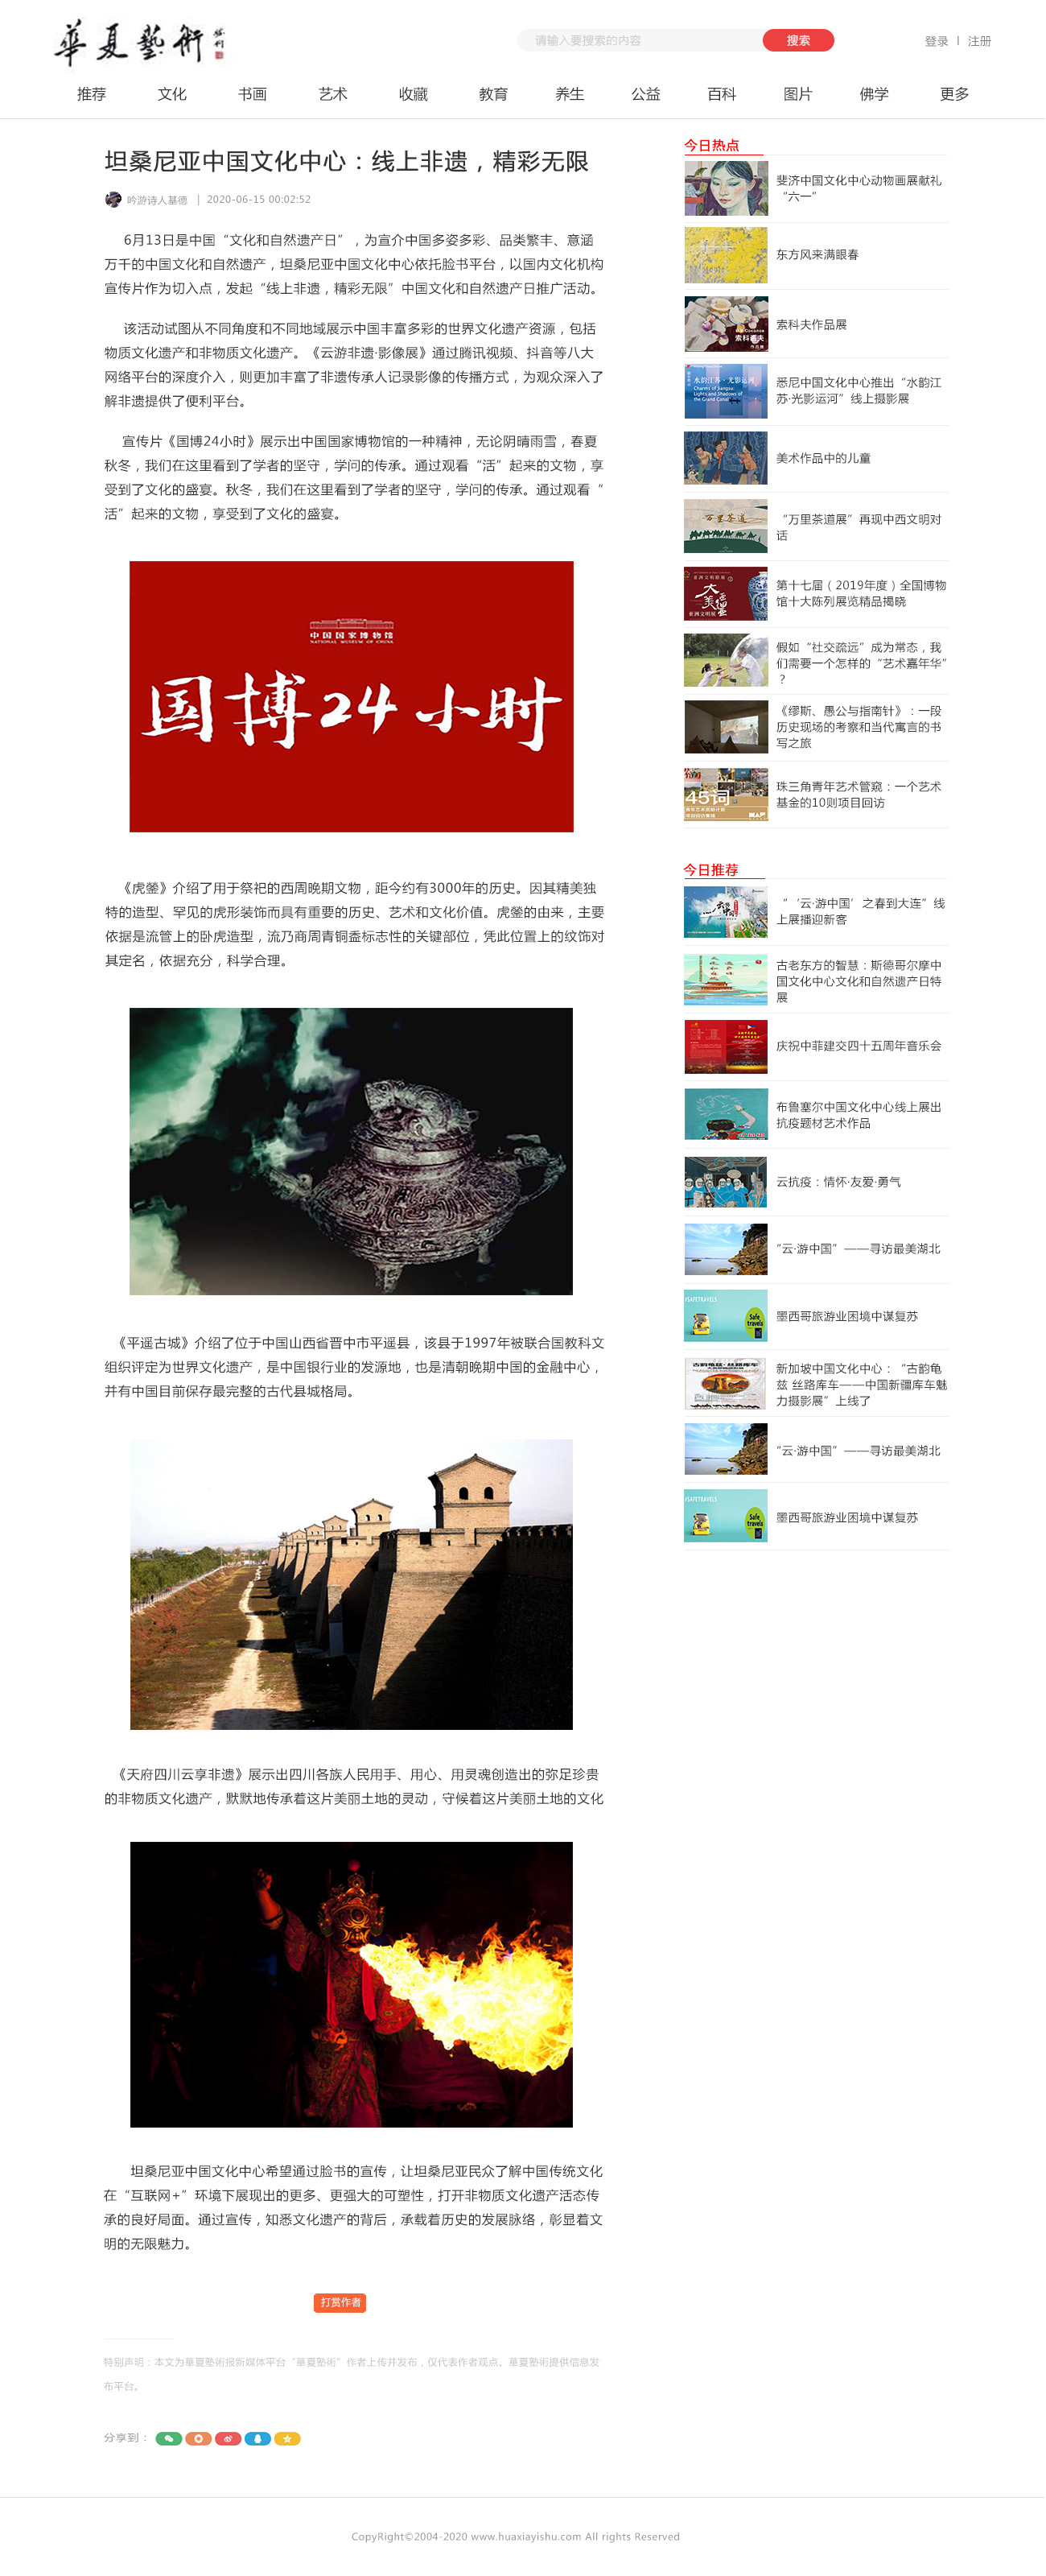 華夏藝術
请输入要搜索的内容
搜索
登录 | 注册
推荐 文化 书画 艺术 收藏 教育 养生 公益 百科 图片 佛学 更多
坦桑尼亚中国文化中心：线上非遗，精彩无限
吟游诗人基德 | 2020-06-15 00:02:52
6月13日是中国“文化和自然遗产日”，为宣介中国多姿多彩、品类繁丰、意涵
万千的中国文化和自然遗产，坦桑尼亚中国文化中心依托脸书平台，以国内文化机构
宣传片作为切入点，发起“线上非遗，精彩无限”中国文化和自然遗产日推广活动。
该活动试图从不同角度和不同地域展示中国丰富多彩的世界文化遗产资源，包括
物质文化遗产和非物质文化遗产。《云游非遗·影像展》通过腾讯视频、抖音等八大
网络平台的深度介入，则更加丰富了非遗传承人记录影像的传播方式，为观众深入了
解非遗提供了便利平台。
宣传片《国博24小时》展示出中国国家博物馆的一种精神，无论阴晴雨雪，春夏
秋冬，我们在这里看到了学者的坚守，学问的传承。通过观看“活”起来的文物，享
受到了文化的盛宴。秋冬，我们在这里看到了学者的坚守，学问的传承。通过观看“
活”起来的文物，享受到了文化的盛宴。
中国国家博物馆
NATIONAL MUSEUM OF CHINA
国博24小时
《虎鎣》介绍了用于祭祀的西周晚期文物，距今约有3000年的历史。因其精美独
特的造型、罕见的虎形装饰而具有重要的历史、艺术和文化价值。虎鎣的由来，主要
依据是流管上的卧虎造型，流乃商周青铜盉标志性的关键部位，凭此位置上的纹饰对
其定名，依据充分，科学合理。
《平遥古城》介绍了位于中国山西省晋中市平遥县，该县于1997年被联合国教科文
组织评定为世界文化遗产，是中国银行业的发源地，也是清朝晚期中国的金融中心，
并有中国目前保存最完整的古代县城格局。
《天府四川云享非遗》展示出四川各族人民用手、用心、用灵魂创造出的弥足珍贵
的非物质文化遗产，默默地传承着这片美丽土地的灵动，守候着这片美丽土地的文化
坦桑尼亚中国文化中心希望通过脸书的宣传，让坦桑尼亚民众了解中国传统文化
在“互联网+”环境下展现出的更多、更强大的可塑性，打开非物质文化遗产活态传
承的良好局面。通过宣传，知悉文化遗产的背后，承载着历史的发展脉络，彰显着文
明的无限魅力。
打赏作者
特别声明：本文为華夏塾術报新媒体平台“華夏塾術”作者上传并发布，仅代表作者观点。華夏塾術提供信息发
布平台。
分享到：
今日热点
斐济中国文化中心动物画展献礼
“六一”
东方风来满眼春
索科夫
索科夫作品展
水韵江苏·光影运河
Charms of Jiangsu:
Lights and Shadows of
the Grand Canal
悉尼中国文化中心推出“水韵江
苏·光影运河”线上摄影展
美术作品中的儿童
万里茶道
“万里茶道展”再现中西文明对
话
大美亚细亚
亚洲文明展
第十七届（2019年度）全国博物
馆十大陈列展览精品揭晓
假如“社交疏远”成为常态，我
们需要一个怎样的“艺术嘉年华”
？
《缪斯、愚公与指南针》：一段
历史现场的考察和当代寓言的书
写之旅
45词
珠三角青年艺术管窥：一个艺术
基金的10则项目回访
今日推荐
“‘云·游中国’之春到大连”线
上展播迎新客
古老东方的智慧：斯德哥尔摩中
国文化中心文化和自然遗产日特
展
庆祝中菲建交四十五周年音乐会
布鲁塞尔中国文化中心线上展出
抗疫题材艺术作品
云抗疫：情怀·友爱·勇气
“云·游中国”——寻访最美湖北
#SAFETRAVELS
Safe travels
墨西哥旅游业困境中谋复苏
古韵龟兹·丝路库车
新加坡中国文化中心：“古韵龟
兹 丝路库车——中国新疆库车魅
力摄影展”上线了
“云·游中国”——寻访最美湖北
#SAFETRAVELS
Safe travels
墨西哥旅游业困境中谋复苏
CopyRight©2004-2020 www.huaxiayishu.com All rights Reserved